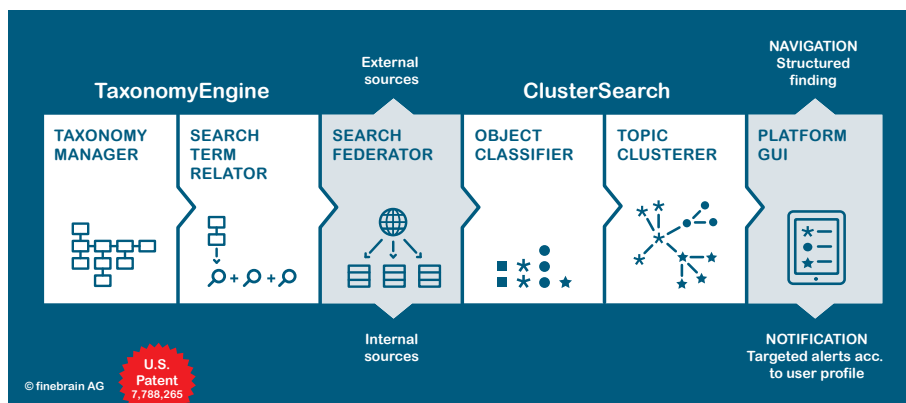 TaxonomyEngine
External
sources
ClusterSearch
NAVIGATION
Structured
finding
TAXONOMY
MANAGER
SEARCH
TERM
RELATOR
SEARCH
FEDERATOR
OBJECT
CLASSIFIER
TOPIC
CLUSTERER
PLATFORM
GUI
Internal
sources
NOTIFICATION
Targeted alerts acc.
to user profile
U.S.
Patent
7,788,265
© finebrain AG